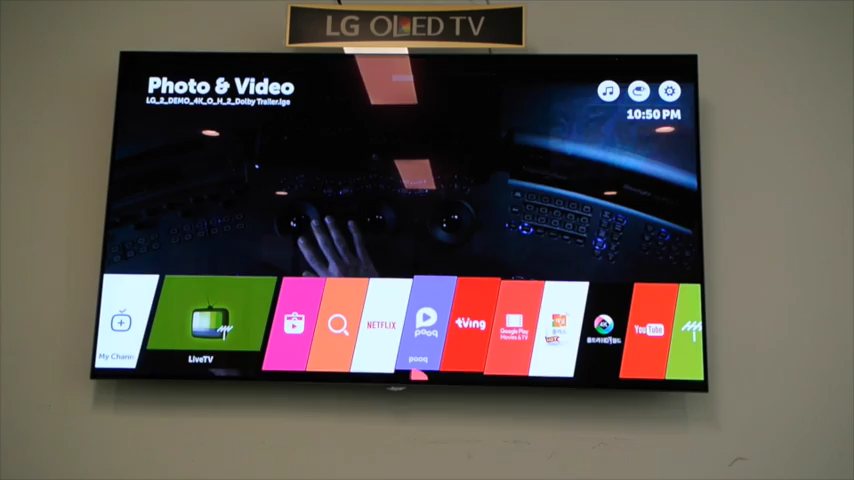 LG OLED TV
Photo & Video
LG_2_DEMO_4K_O_H_2_Dolby Trailer.lge
10:50 PM
My Chann
LiveTV
NETFLIX
pooq
pooq
tving
Google Play
Movies & TV
YouTube